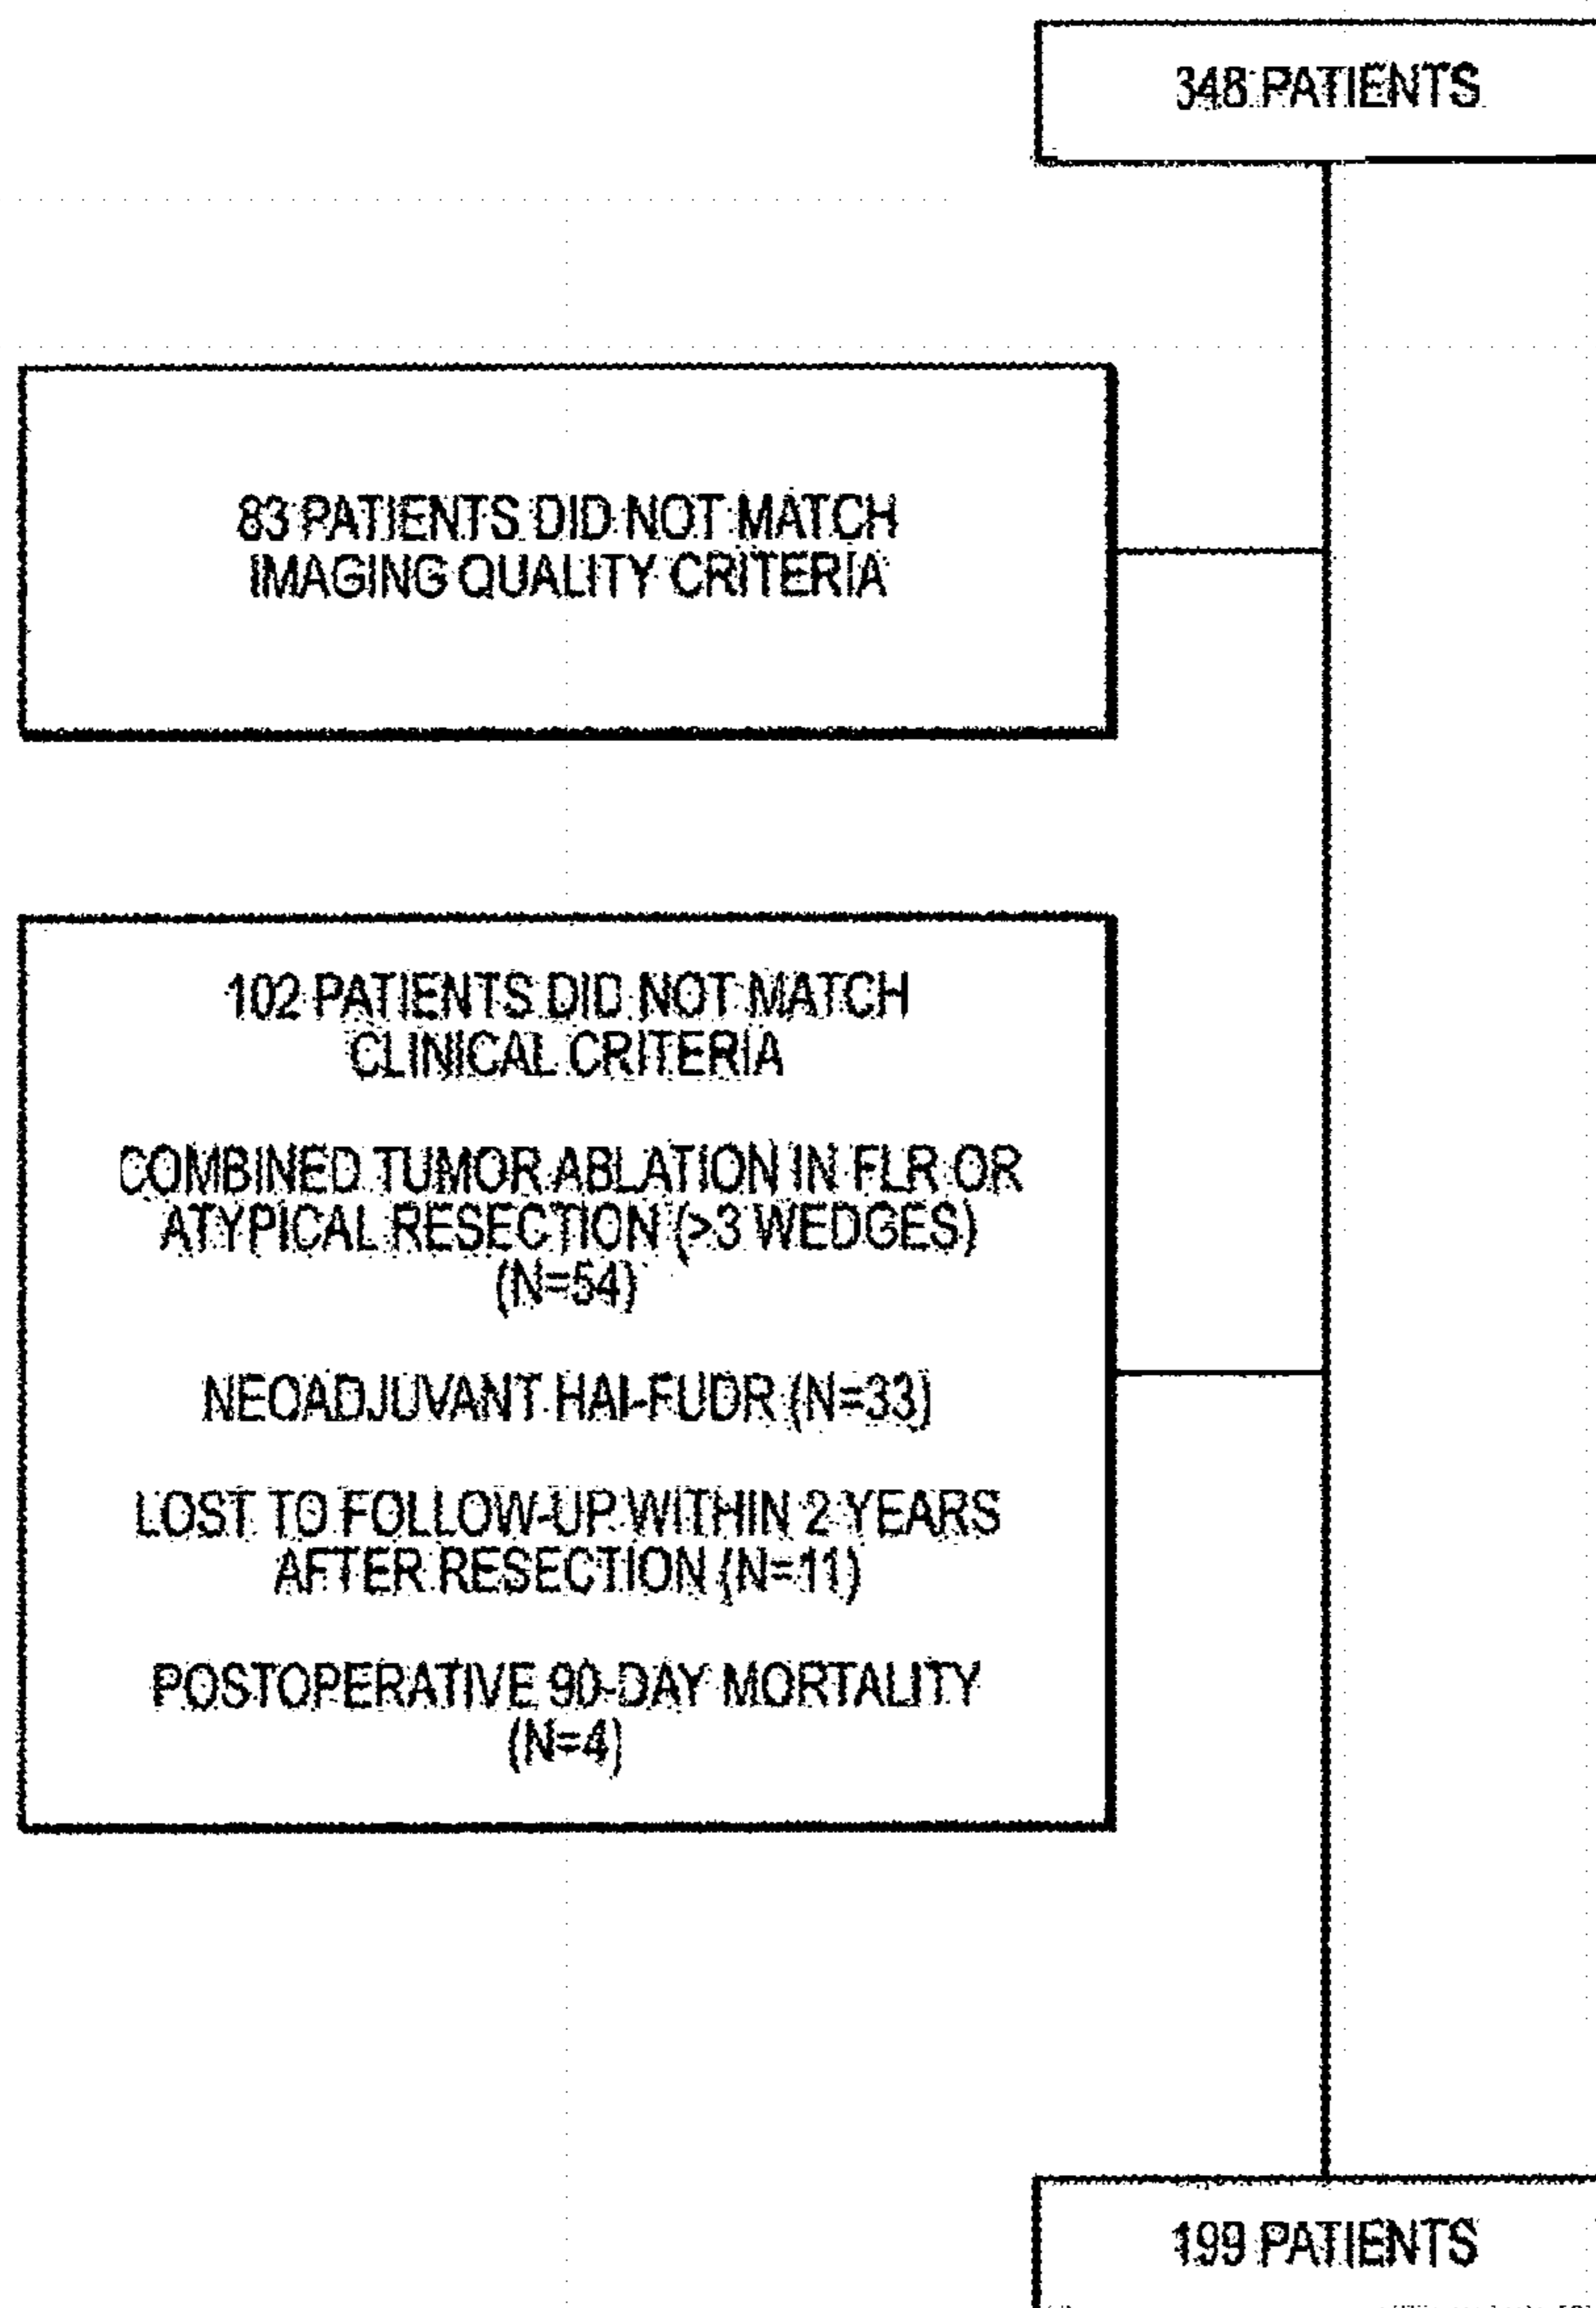 348 PATIENTS
83 PATIENTS DID NOT MATCH
IMAGING QUALITY CRITERIA
102 PATIENTS DID NOT MATCH
CLINICAL CRITERIA
COMBINED TUMOR ABLATION IN FLR OR
ATYPICAL RESECTION (>3 WEDGES)
(N=54)
NEOADJUVANT HAI-FUDR (N=33)
LOST TO FOLLOW-UP WITHIN 2 YEARS
AFTER RESECTION (N=11)
POSTOPERATIVE 90-DAY MORTALITY
(N=4)
199 PATIENTS